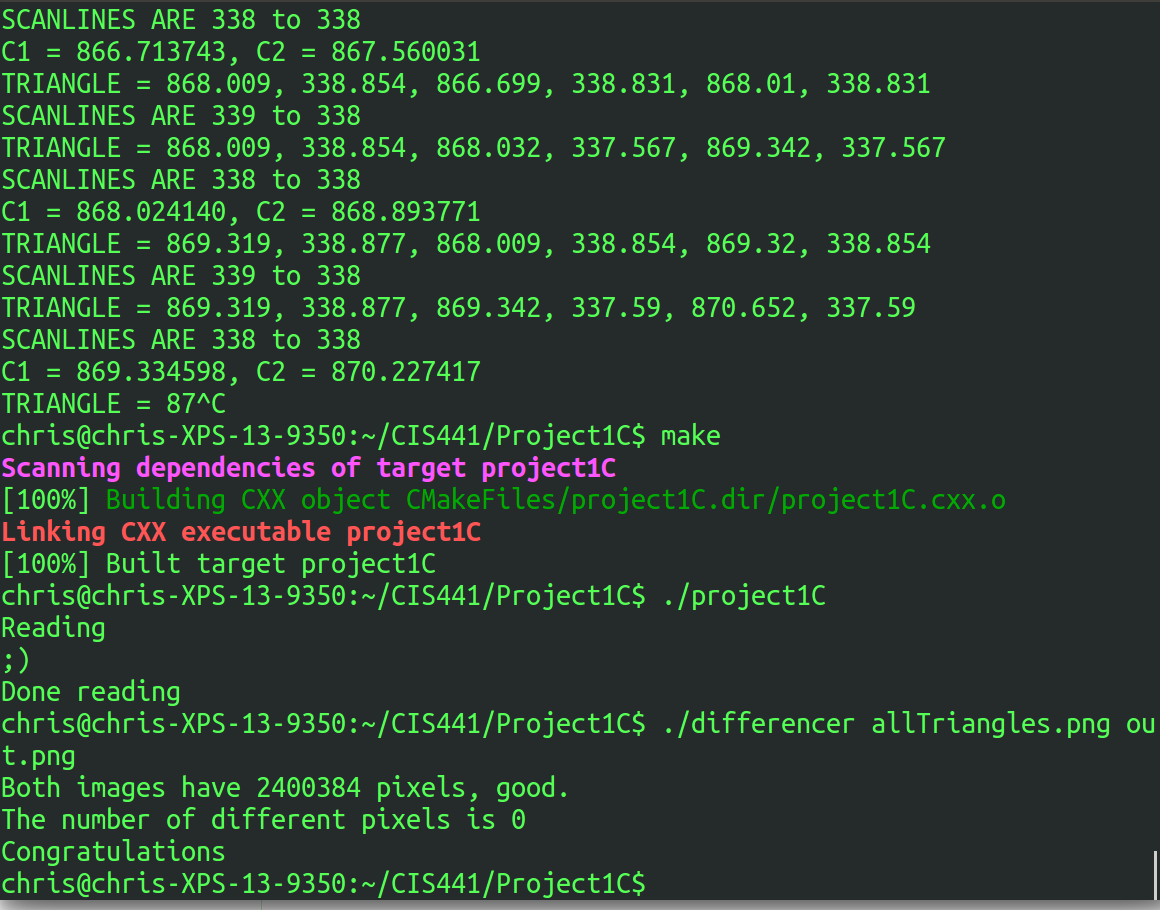 SCANLINES ARE 338 to 338
C1 = 866.713743, C2 = 867.560031
TRIANGLE = 868.009, 338.854, 866.699, 338.831, 868.01, 338.831
SCANLINES ARE 339 to 338
TRIANGLE = 868.009, 338.854, 868.032, 337.567, 869.342, 337.567
SCANLINES ARE 338 to 338
C1 = 868.024140, C2 = 868.893771
TRIANGLE = 869.319, 338.877, 868.009, 338.854, 869.32, 338.854
SCANLINES ARE 339 to 338
TRIANGLE = 869.319, 338.877, 869.342, 337.59, 870.652, 337.59
SCANLINES ARE 338 to 338
C1 = 869.334598, C2 = 870.227417
TRIANGLE = 87^C
chris@chris-XPS-13-9350:~/CIS441/Project1C$ make
Scanning dependencies of target project1C
[100%] Building CXX object CMakeFiles/project1C.dir/project1C.cxx.o
Linking CXX executable project1C
[100%] Built target project1C
chris@chris-XPS-13-9350:~/CIS441/Project1C$ ./project1C
Reading
;)
Done reading
chris@chris-XPS-13-9350:~/CIS441/Project1C$ ./differencer allTriangles.png ou
t.png
Both images have 2400384 pixels, good.
The number of different pixels is 0
Congratulations
chris@chris-XPS-13-9350:~/CIS441/Project1C$